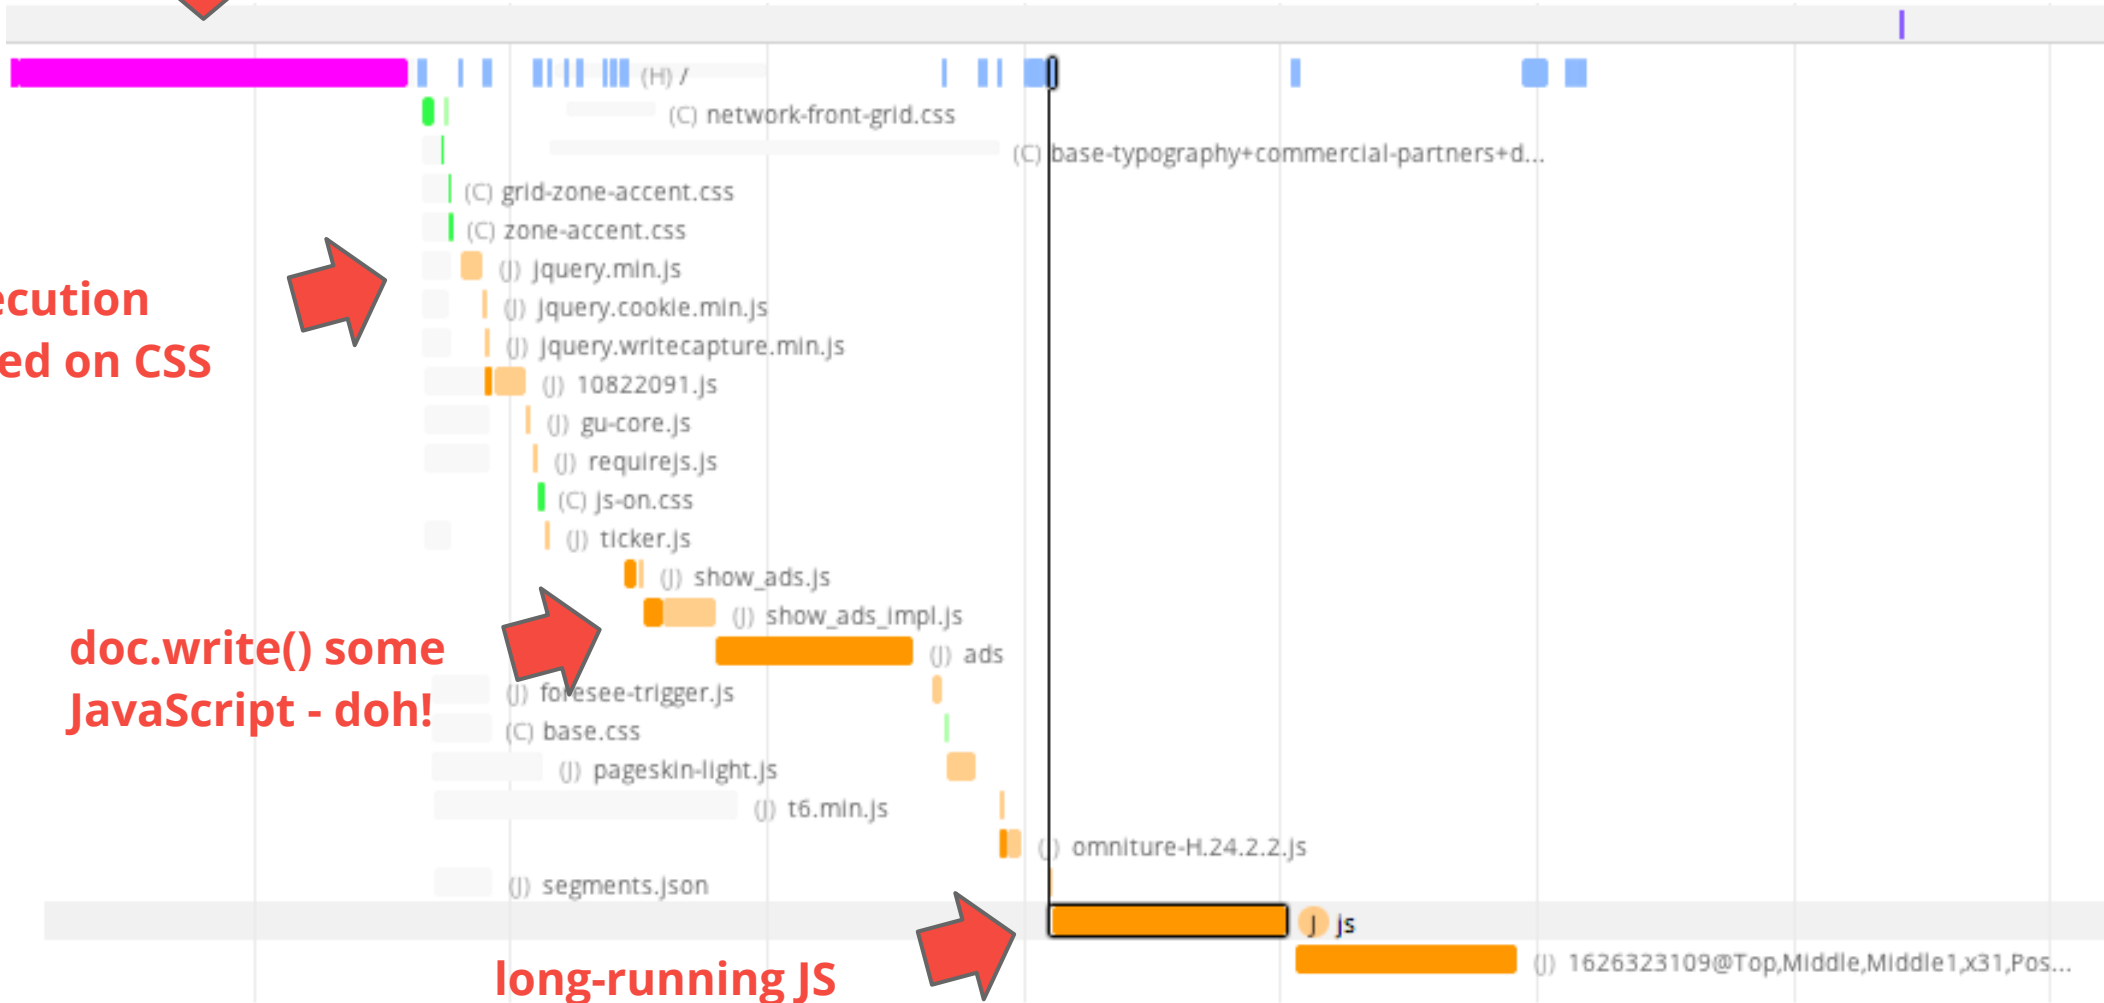 (H) /
(C) network-front-grid.css
(C) base-typography+commercial-partners+d...
(C) grid-zone-accent.css
(C) zone-accent.css
(J) jquery.min.js
ecution
(J) jquery.cookie.min.js
ed on CSS
(J) jquery.writecapture.min.js
(J) 10822091.js
(J) gu-core.js
(J) requirejs.js
(C) js-on.css
(J) ticker.js
(J) show_ads.js
(J) show_ads_impl.js
doc.write() some
JavaScript - doh!
(J) ads
(J) foresee-trigger.js
(C) base.css
(J) pageskin-light.js
(J) t6.min.js
(J) omniture-H.24.2.2.js
(J) segments.json
J js
(J) 1626323109@Top,Middle,Middle1,x31,Pos...
long-running JS